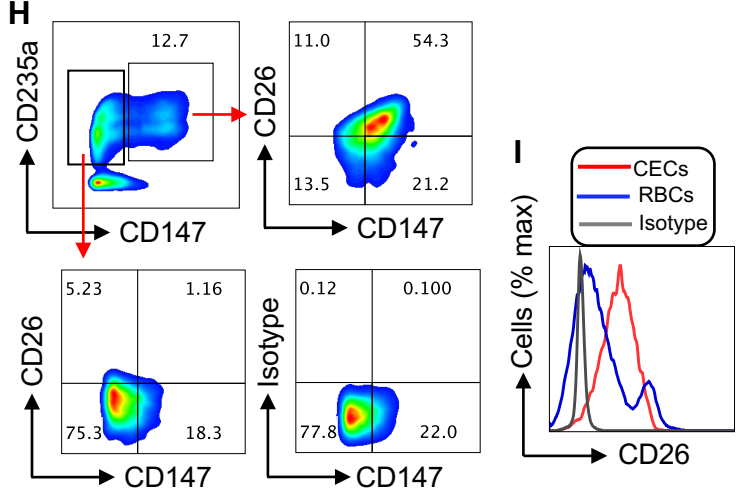 H
12.7
CD235a
CD147
11.0 54.3
CD26
13.5 21.2
CD147
5.23 1.16
CD26
75.3 18.3
CD147
0.12 0.100
Isotype
77.8 22.0
CD147
I
CECs
RBCs
Isotype
Cells (% max)
CD26